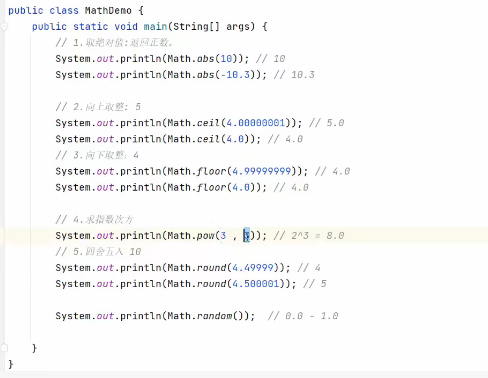 public class MathDemo {
public static void main(String[] args) {
// 1.取绝对值:返回正数。
System.out.println(Math.abs(10)); // 10
System.out.println(Math.abs(-10.3)); // 10.3
// 2.向上取整: 5
System.out.println(Math.ceil(4.00000001)); // 5.0
System.out.println(Math.ceil(4.0)); // 4.0
// 3.向下取整：4
System.out.println(Math.floor(4.99999999)); // 4.0
System.out.println(Math.floor(4.0)); // 4.0
// 4.求指数次方
System.out.println(Math.pow(3 , )); // 2^3 = 8.0
// 5.四舍五入 10
System.out.println(Math.round(4.49999)); // 4
System.out.println(Math.round(4.500001)); // 5
System.out.println(Math.random()); // 0.0 - 1.0
}
}